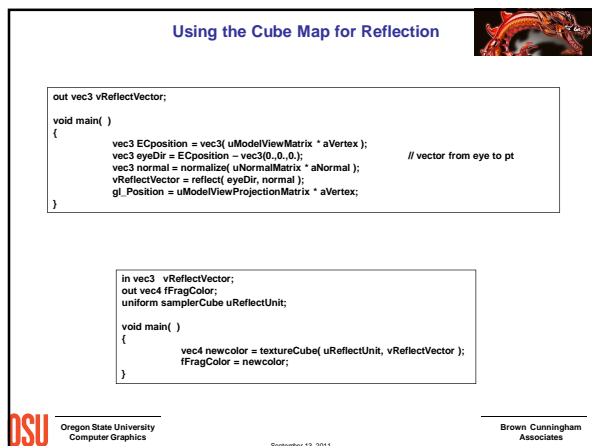 Using the Cube Map for Reflection
out vec3 vReflectVector;
void main( )
{
vec3 ECposition = vec3( uModelViewMatrix * aVertex );
vec3 eyeDir = ECposition – vec3(0.,0.,0.); // vector from eye to pt
vec3 normal = normalize( uNormalMatrix * aNormal );
vReflectVector = reflect( eyeDir, normal );
gl_Position = uModelViewProjectionMatrix * aVertex;
}
in vec3 vReflectVector;
out vec4 fFragColor;
uniform samplerCube uReflectUnit;
void main( )
{
vec4 newcolor = textureCube( uReflectUnit, vReflectVector );
fFragColor = newcolor;
}
OSU
Oregon State University
Computer Graphics
September 13, 2011
Brown Cunningham
Associates